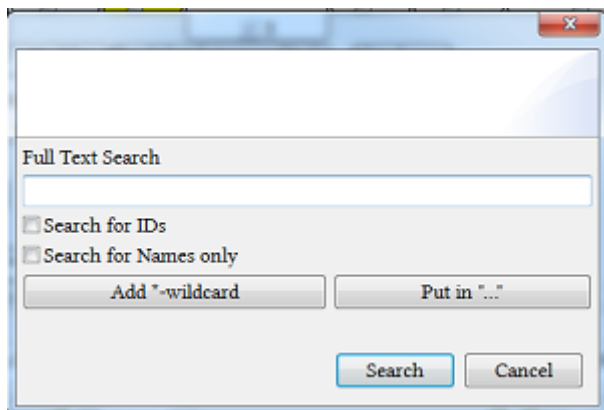 Full Text Search
Search for IDs
Search for Names only
Add *-wildcard Put in "..."
Search Cancel